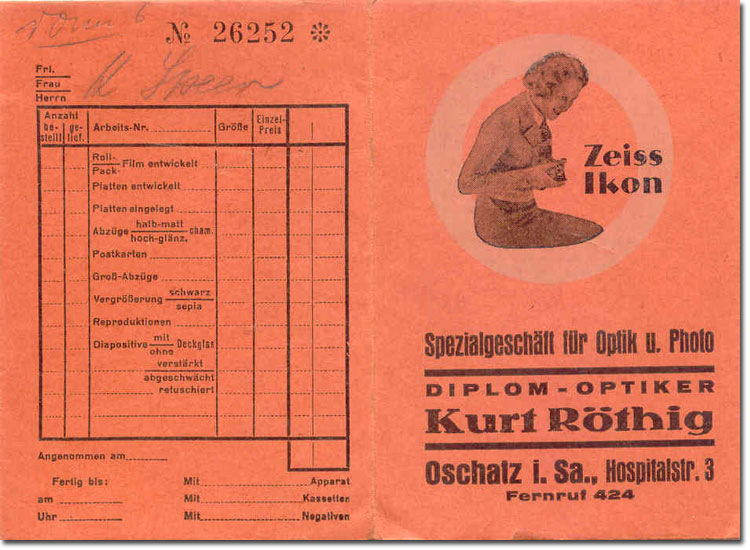 № 26252 ✻
Frl.
Frau
Herrn
Anzahl
be-stellt
ge-lief.
Arbeits-Nr.
Größe
Einzel-Preis
Roll-
Pack- Film entwickelt
Platten entwickelt
Platten eingelegt
Abzüge halb-matt cham.
hoch-glänz.
Postkarten
Groß-Abzüge
Vergrößerung schwarz
sepia
Reproduktionen
Diapositive mit Deckglas
ohne
verstärkt
abgeschwächt
retuschiert
Angenommen am
Fertig bis: Mit Apparat
am Mit Kassetten
Uhr Mit Negativen
Zeiss
Ikon
Spezialgeschäft für Optik u. Photo
DIPLOM-OPTIKER
Kurt Röthig
Oschatz i. Sa., Hospitalstr. 3
Fernruf 424